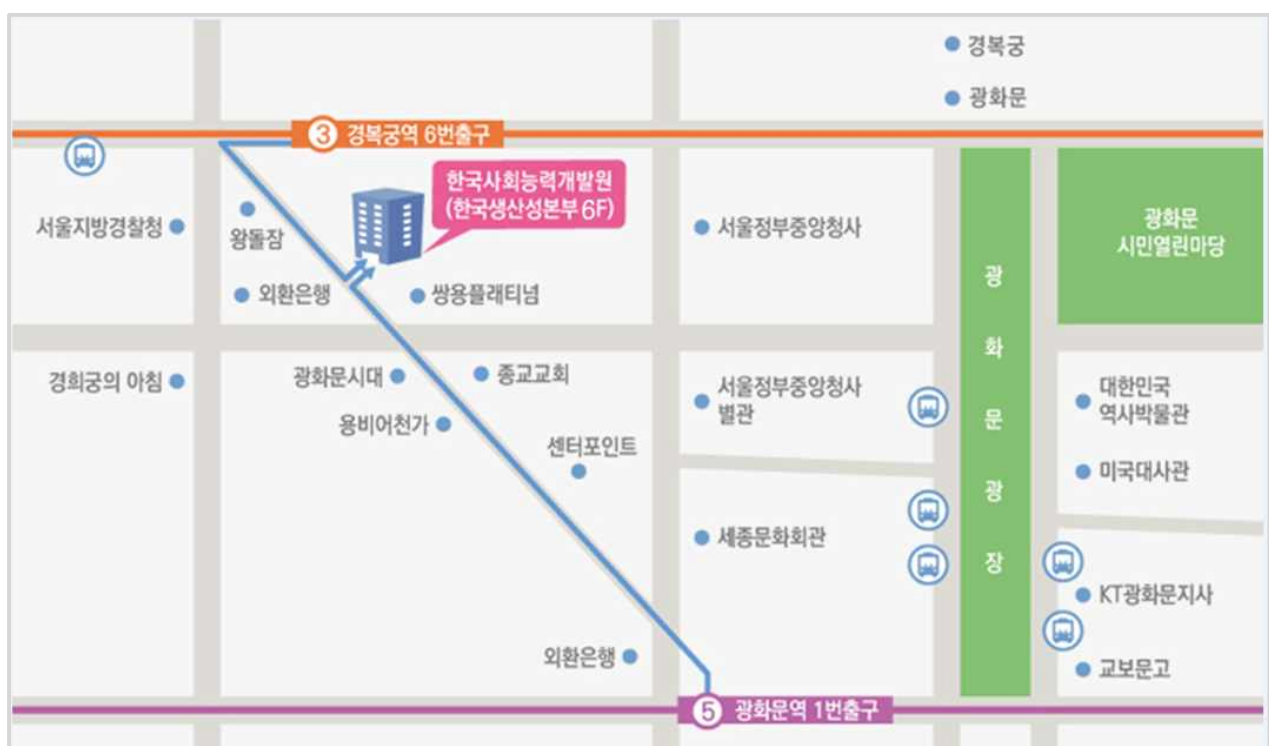 경복궁
광화문
③ 경복궁역 6번출구
한국사회능력개발원
(한국생산성본부 6F)
서울지방경찰청
왕돌잠
서울정부중앙청사
광화문
시민열린마당
외환은행
쌍용플래티넘
광화문광장
경희궁의 아침
광화문시대
종교교회
서울정부중앙청사
별관
대한민국
역사박물관
용비어천가
센터포인트
미국대사관
세종문화회관
KT광화문지사
외환은행
교보문고
⑤ 광화문역 1번출구